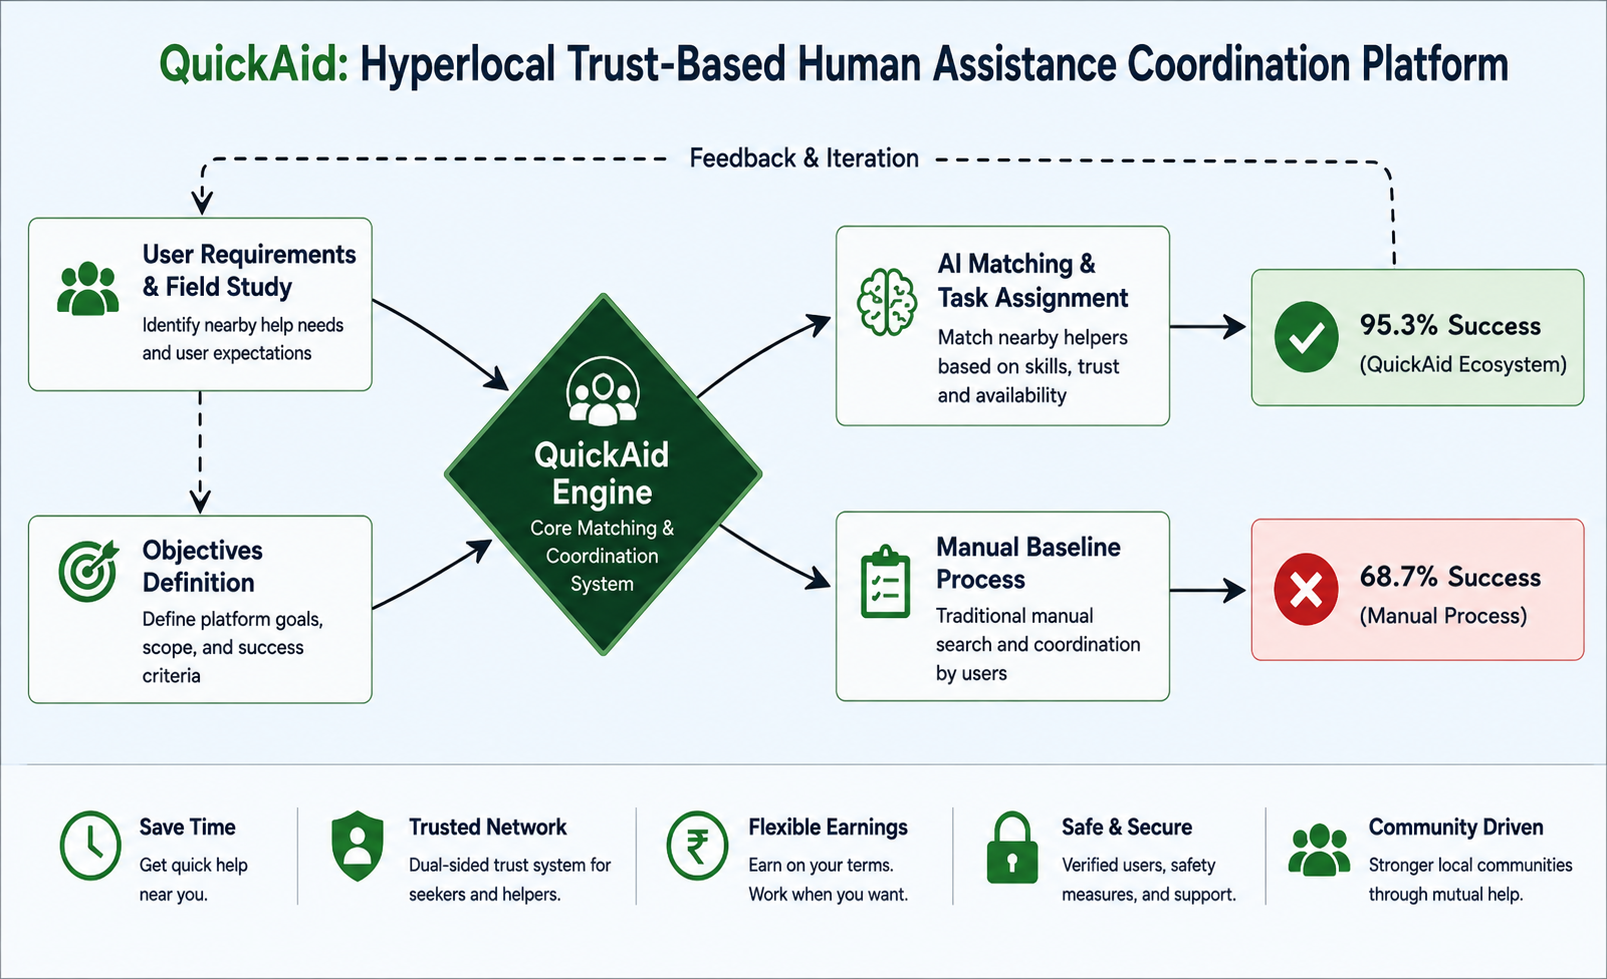 QuickAid: Hyperlocal Trust-Based Human Assistance Coordination Platform
Feedback & Iteration
User Requirements
& Field Study
Identify nearby help needs
and user expectations
Objectives
Definition
Define platform goals,
scope, and success
criteria
QuickAid
Engine
Core Matching &
Coordination
System
AI Matching &
Task Assignment
Match nearby helpers
based on skills, trust
and availability
95.3% Success
(QuickAid Ecosystem)
Manual Baseline
Process
Traditional manual
search and coordination
by users
68.7% Success
(Manual Process)
Save Time
Get quick help
near you.
Trusted Network
Dual-sided trust system for
seekers and helpers.
₹
Flexible Earnings
Earn on your terms.
Work when you want.
Safe & Secure
Verified users, safety
measures, and support.
Community Driven
Stronger local communities
through mutual help.